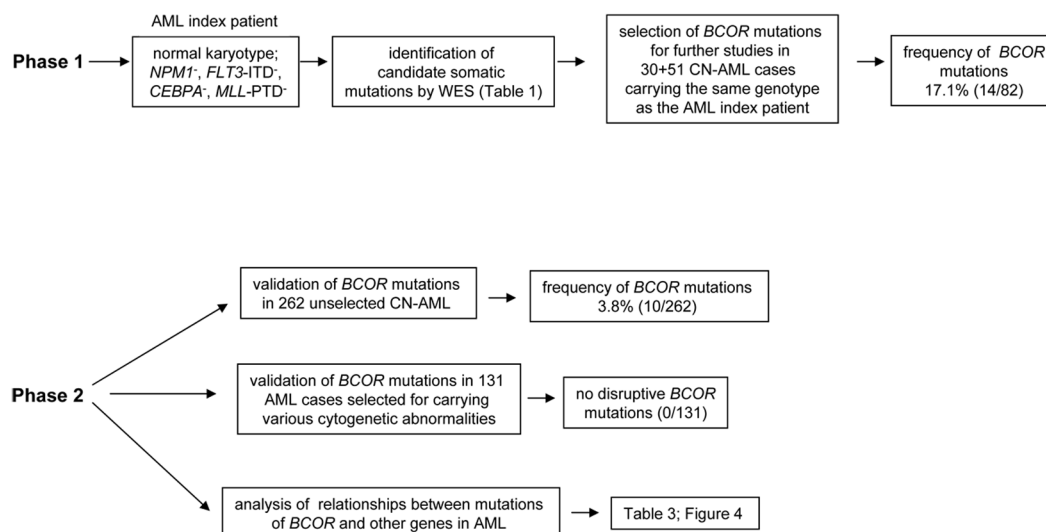 AML index patient
Phase 1
normal karyotype;
NPM1⁻, FLT3-ITD⁻,
CEBPA⁻, MLL-PTD⁻
identification of
candidate somatic
mutations by WES (Table 1)
selection of BCOR mutations
for further studies in
30+51 CN-AML cases
carrying the same genotype
as the AML index patient
frequency of BCOR
mutations
17.1% (14/82)
Phase 2
validation of BCOR mutations
in 262 unselected CN-AML
frequency of BCOR mutations
3.8% (10/262)
validation of BCOR mutations in 131
AML cases selected for carrying
various cytogenetic abnormalities
no disruptive BCOR
mutations (0/131)
analysis of relationships between mutations
of BCOR and other genes in AML
Table 3; Figure 4